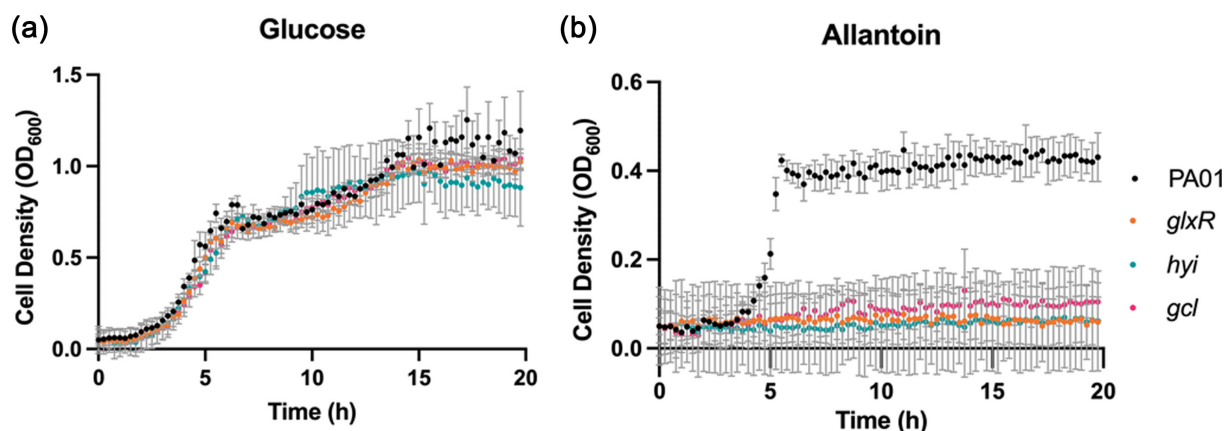 (a)
Glucose
Cell Density (OD600)
1.5
1.0
0.5
0.0
0
5
10
15
20
Time (h)
(b)
Allantoin
Cell Density (OD600)
0.6
0.4
0.2
0.0
0
5
10
15
20
Time (h)
PA01
glxR
hyi
gcl